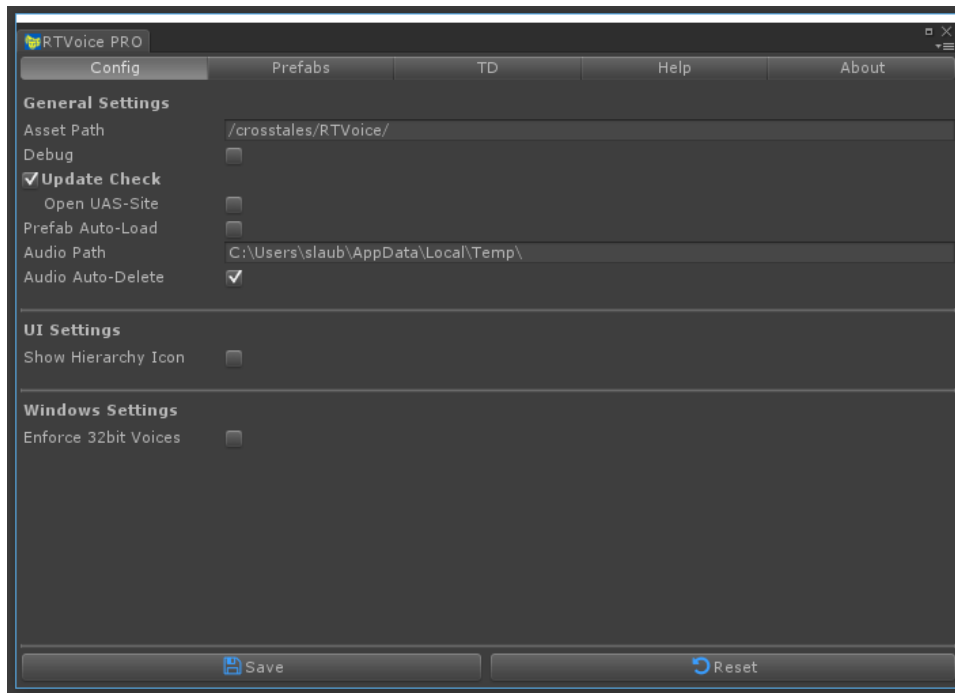 RTVoice PRO
Config Prefabs TD Help About
General Settings
Asset Path /crosstales/RTVoice/
Debug
Update Check
Open UAS-Site
Prefab Auto-Load
Audio Path C:\Users\slaub\AppData\Local\Temp\
Audio Auto-Delete
UI Settings
Show Hierarchy Icon
Windows Settings
Enforce 32bit Voices
Save Reset